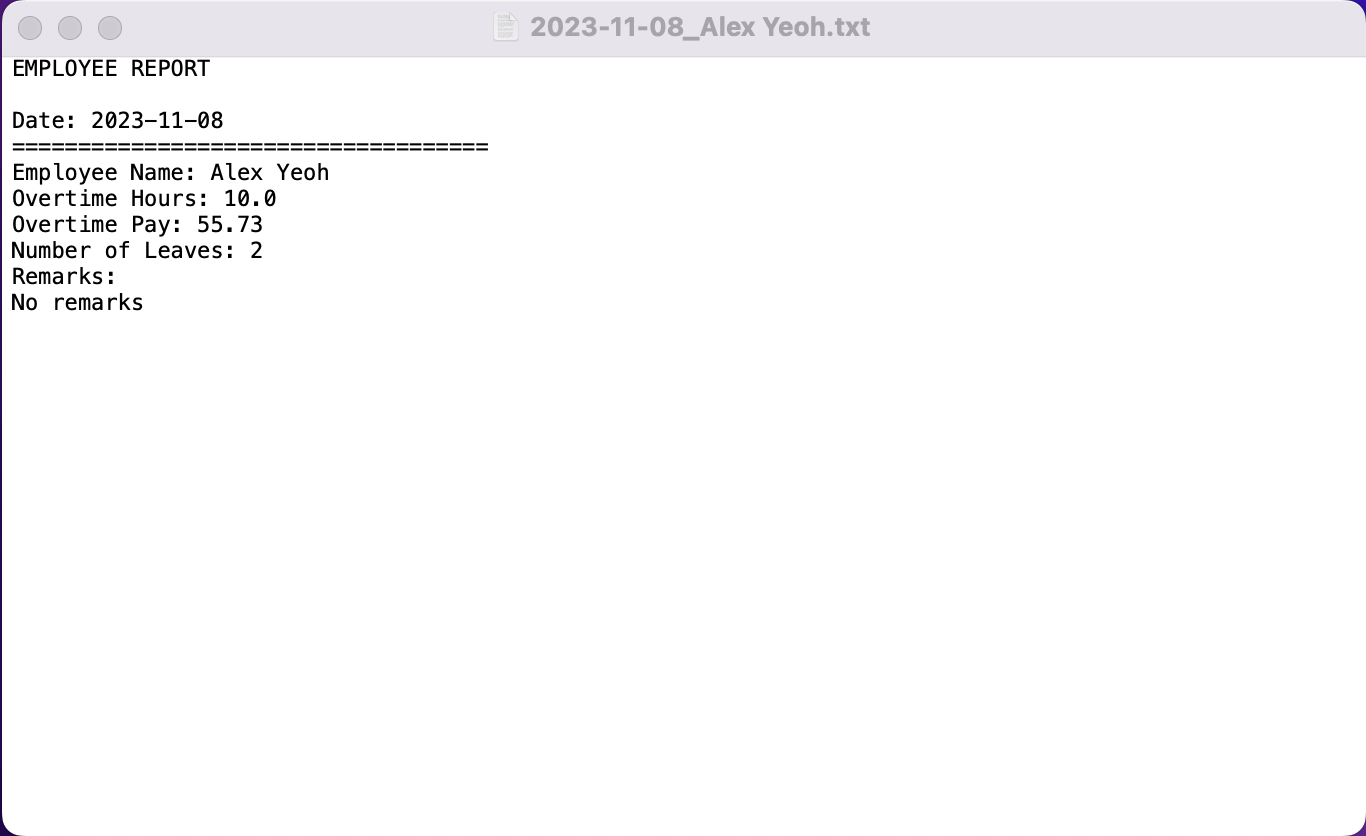 2023-11-08_Alex Yeoh.txt
EMPLOYEE REPORT
Date: 2023-11-08
====================================
Employee Name: Alex Yeoh
Overtime Hours: 10.0
Overtime Pay: 55.73
Number of Leaves: 2
Remarks:
No remarks